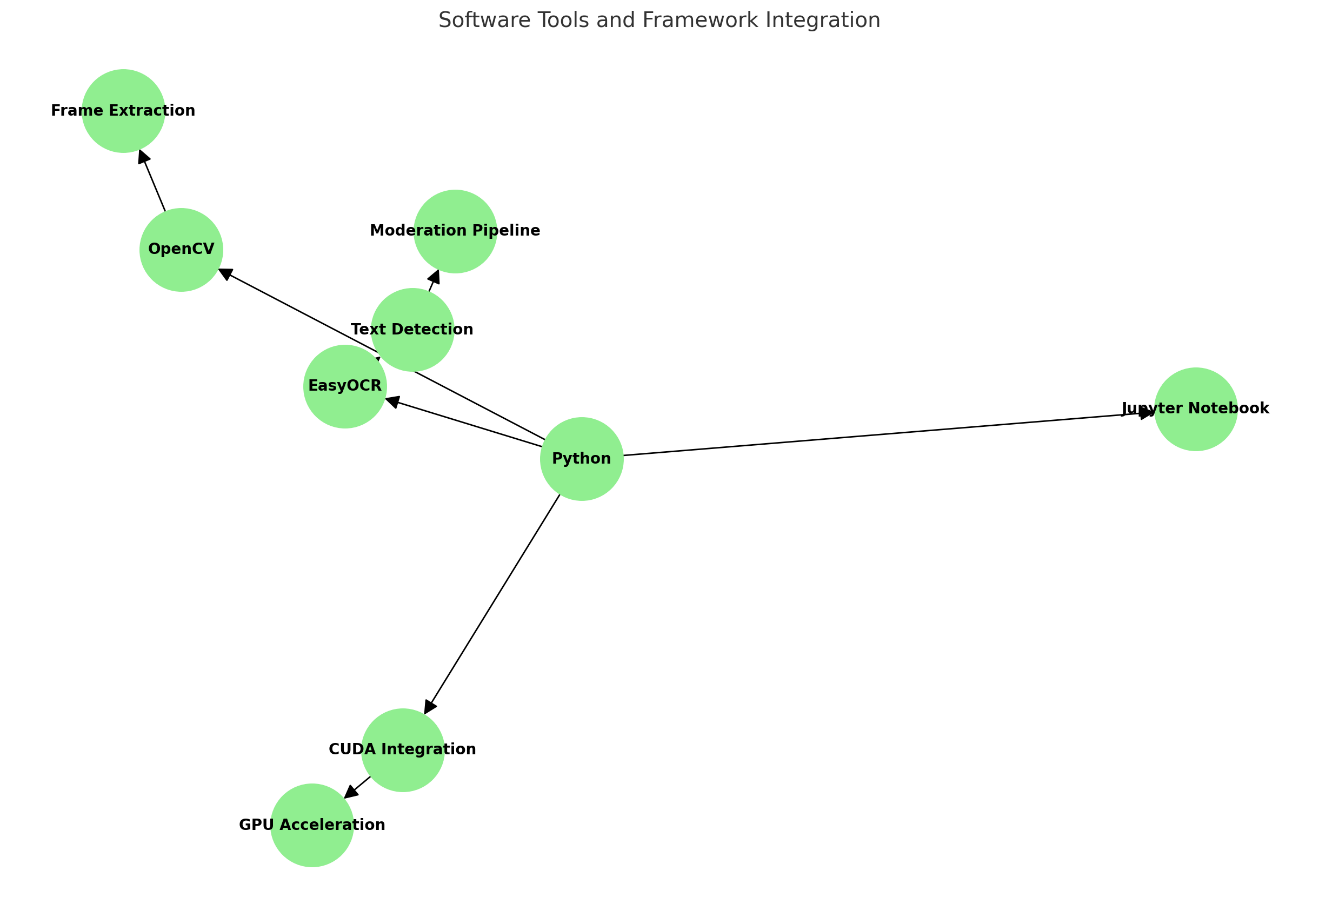 Software Tools and Framework Integration
Frame Extraction
Moderation Pipeline
OpenCV
Text Detection
EasyOCR
Jupyter Notebook
Python
CUDA Integration
GPU Acceleration